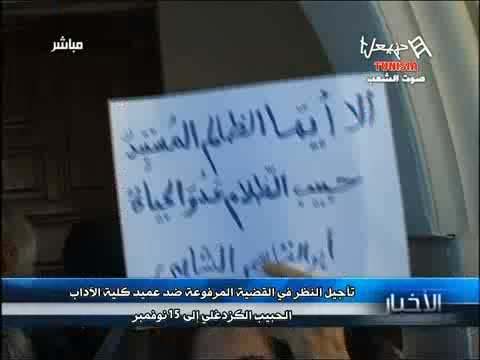 مباشر
TUNISIA
صوت الشعب
ألا أيها الظالم المستبد
حبيب الظلام عدو الحياة
أبو القاسم الشابي
تأجيل النظر في القضية المرفوعة ضد عميد كلية الآداب
الحبيب الكزدغلي إلى 15 نوفمبر
الأخبار